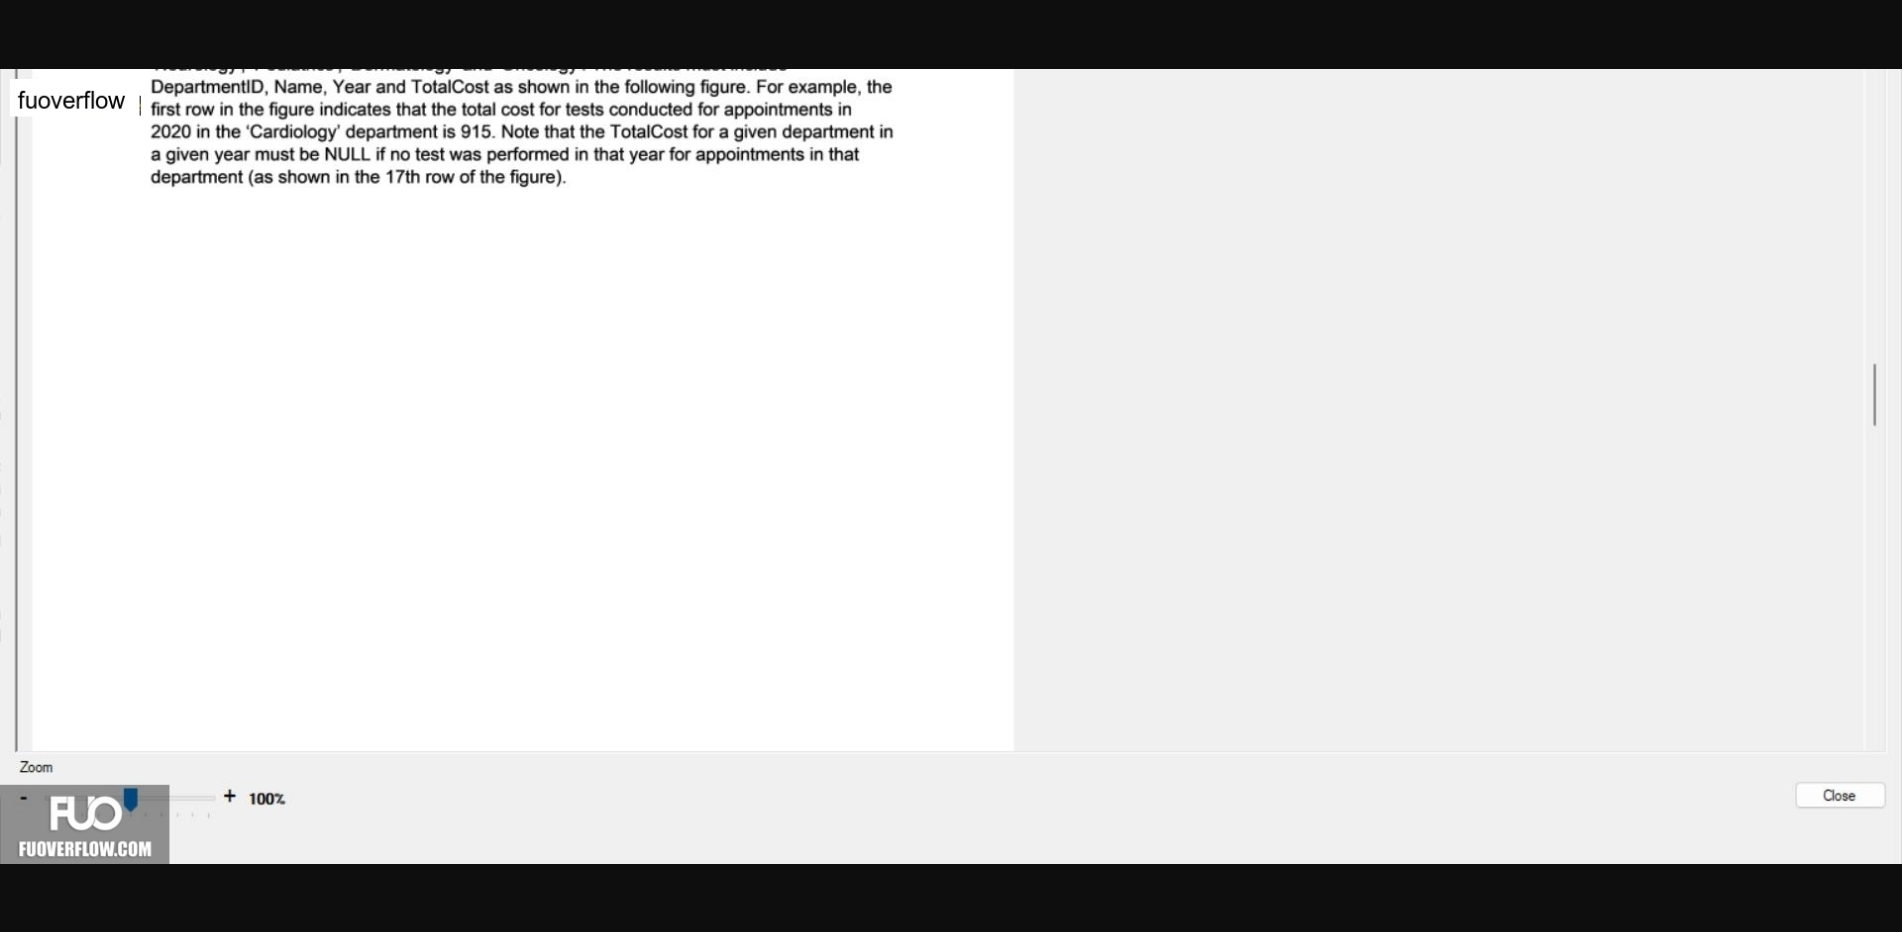 DepartmentID, Name, Year and TotalCost as shown in the following figure. For example, the
fuoverflow
first row in the figure indicates that the total cost for tests conducted for appointments in
2020 in the ‘Cardiology’ department is 915. Note that the TotalCost for a given department in
a given year must be NULL if no test was performed in that year for appointments in that
department (as shown in the 17th row of the figure).
Zoom
- + 100%
Close
FUO
FUOVERFLOW.COM